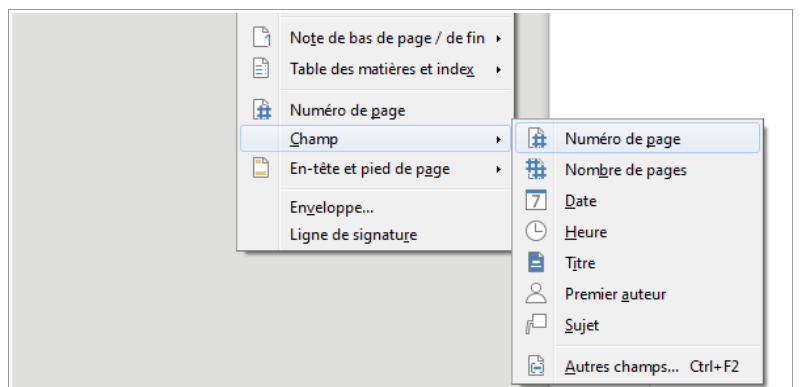 Note de bas de page / de fin
Table des matières et index
Numéro de page
Champ
En-tête et pied de page
Enveloppe...
Ligne de signature
Numéro de page
Nombre de pages
7 Date
Heure
Titre
Premier auteur
Sujet
Autres champs... Ctrl+F2